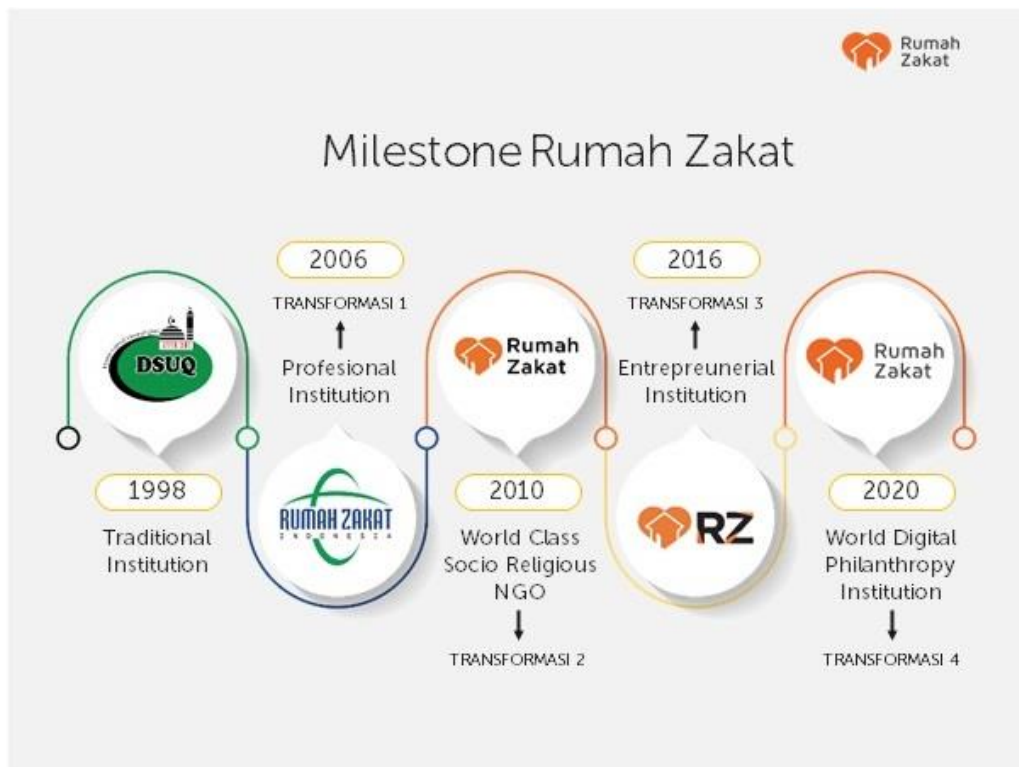 Rumah
Zakat
Milestone Rumah Zakat
DSUQ
1998
Traditional
Institution
2006
TRANSFORMASI 1
Profesional
Institution
RUMAH ZAKAT
INDONESIA
Rumah
Zakat
2010
World Class
Socio Religious
NGO
TRANSFORMASI 2
2016
TRANSFORMASI 3
Entrepreunerial
Institution
RZ
Rumah
Zakat
2020
World Digital
Philanthropy
Institution
TRANSFORMASI 4